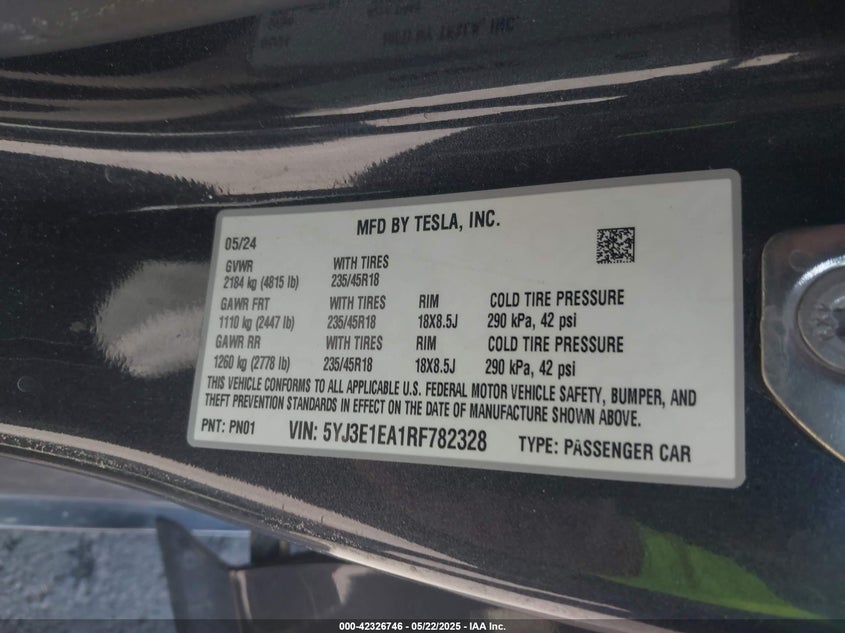 MFD BY TESLA, INC.
MFD BY TESLA, INC.
05/24
GVWR WITH TIRES
2184 kg (4815 lb) 235/45R18
GAWR FRT WITH TIRES RIM COLD TIRE PRESSURE
1110 kg (2447 lb) 235/45R18 18X8.5J 290 kPa, 42 psi
GAWR RR WITH TIRES RIM COLD TIRE PRESSURE
1260 kg (2778 lb) 235/45R18 18X8.5J 290 kPa, 42 psi
THIS VEHICLE CONFORMS TO ALL APPLICABLE U.S. FEDERAL MOTOR VEHICLE SAFETY, BUMPER, AND
THEFT PREVENTION STANDARDS IN EFFECT ON THE DATE OF MANUFACTURE SHOWN ABOVE.
PNT: PN01 VIN: 5YJ3E1EA1RF782328 TYPE: PASSENGER CAR
000-42326746 - 05/22/2025 - IAA Inc.